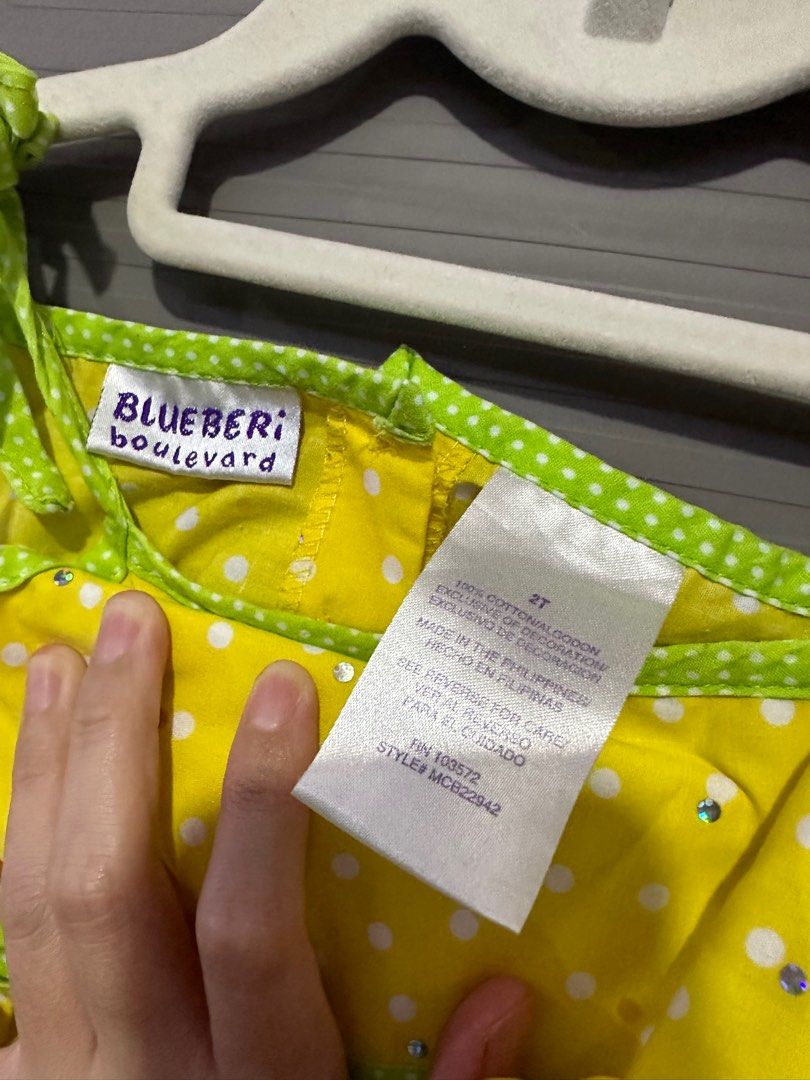 BLUEBERi
boulevard
2T
100% COTTON/ALGODON
EXCLUSIVE OF DECORATION/
EXCLUSIVO DE DECORACION
MADE IN THE PHILIPPINES/
HECHO EN FILIPINAS
SEE REVERSE FOR CARE/
VER AL REVERSO
PARA EL CUIDADO
RN 103572
STYLE# MCB22942